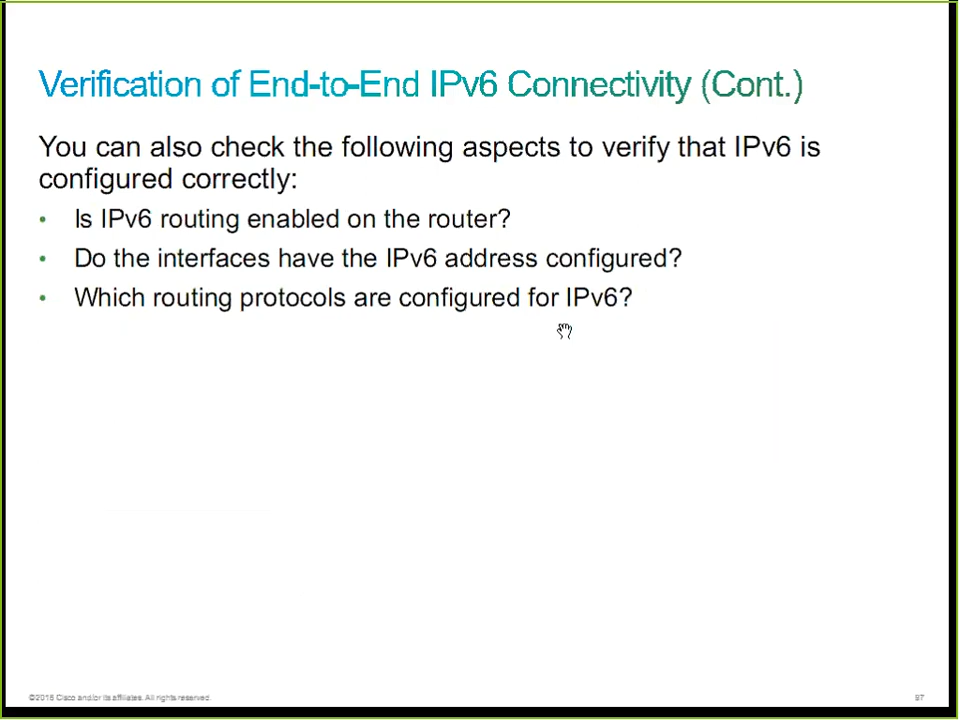 Verification of End-to-End IPv6 Connectivity (Cont.)
You can also check the following aspects to verify that IPv6 is
configured correctly:
• Is IPv6 routing enabled on the router?
• Do the interfaces have the IPv6 address configured?
• Which routing protocols are configured for IPv6?
©2016 Cisco and/or its affiliates. All rights reserved.
97